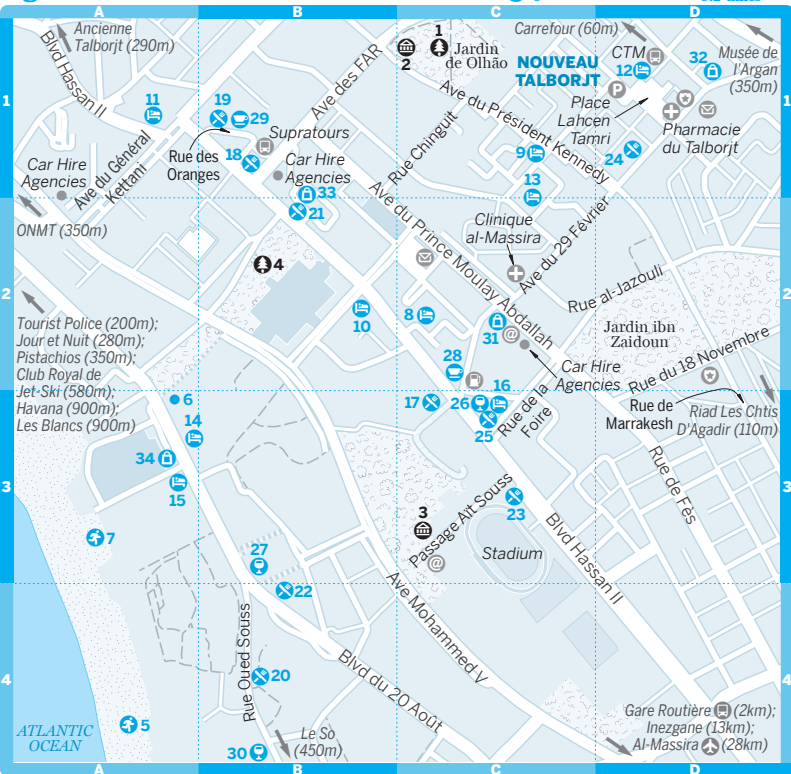 A
B
C
D
Ancienne
Talborjt (290m)
Blvd Hassan II
Ave des FAR
1
2
Jardin
de Olhão
Carrefour (60m)
NOUVEAU
TALBORJT
CTM
12
32
Musée de
l'Argan
(350m)
1
1
11
19
29
Supratours
18
Rue des
Oranges
Car Hire
Agencies
33
21
Car Hire
Agencies
Ave du Général
Kettani
ONMT (350m)
Ave du Président Kennedy
Rue Chinguit
9
13
Place
Lahcen
Tamri
24
Pharmacie
du Talborjt
Ave du Prince Moulay Abdallah
Clinique
al-Massira
Ave du 29 Février
Rue al-Jazouli
2
2
4
10
8
31
28
Jardin ibn
Zaidoun
Car Hire
Agencies
Rue du 18 Novembre
Rue de
Marrakesh
Riad Les Chtis
D'Agadir (110m)
Tourist Police (200m);
Jour et Nuit (280m);
Pistachios (350m);
Club Royal de
Jet-Ski (580m);
Havana (900m);
Les Blancs (900m)
6
14
34
15
17
26
16
25
Rue de la
Foire
3
3
7
3
Passage Aït Souss
23
Stadium
Blvd Hassan II
Rue de Fès
27
22
Ave Mohammed V
Rue Oued Souss
Blvd du 20 Août
20
4
4
5
ATLANTIC
OCEAN
30
Le So
(450m)
Gare Routière (2km);
Inezgane (13km);
Al-Massira (28km)
A
B
C
D